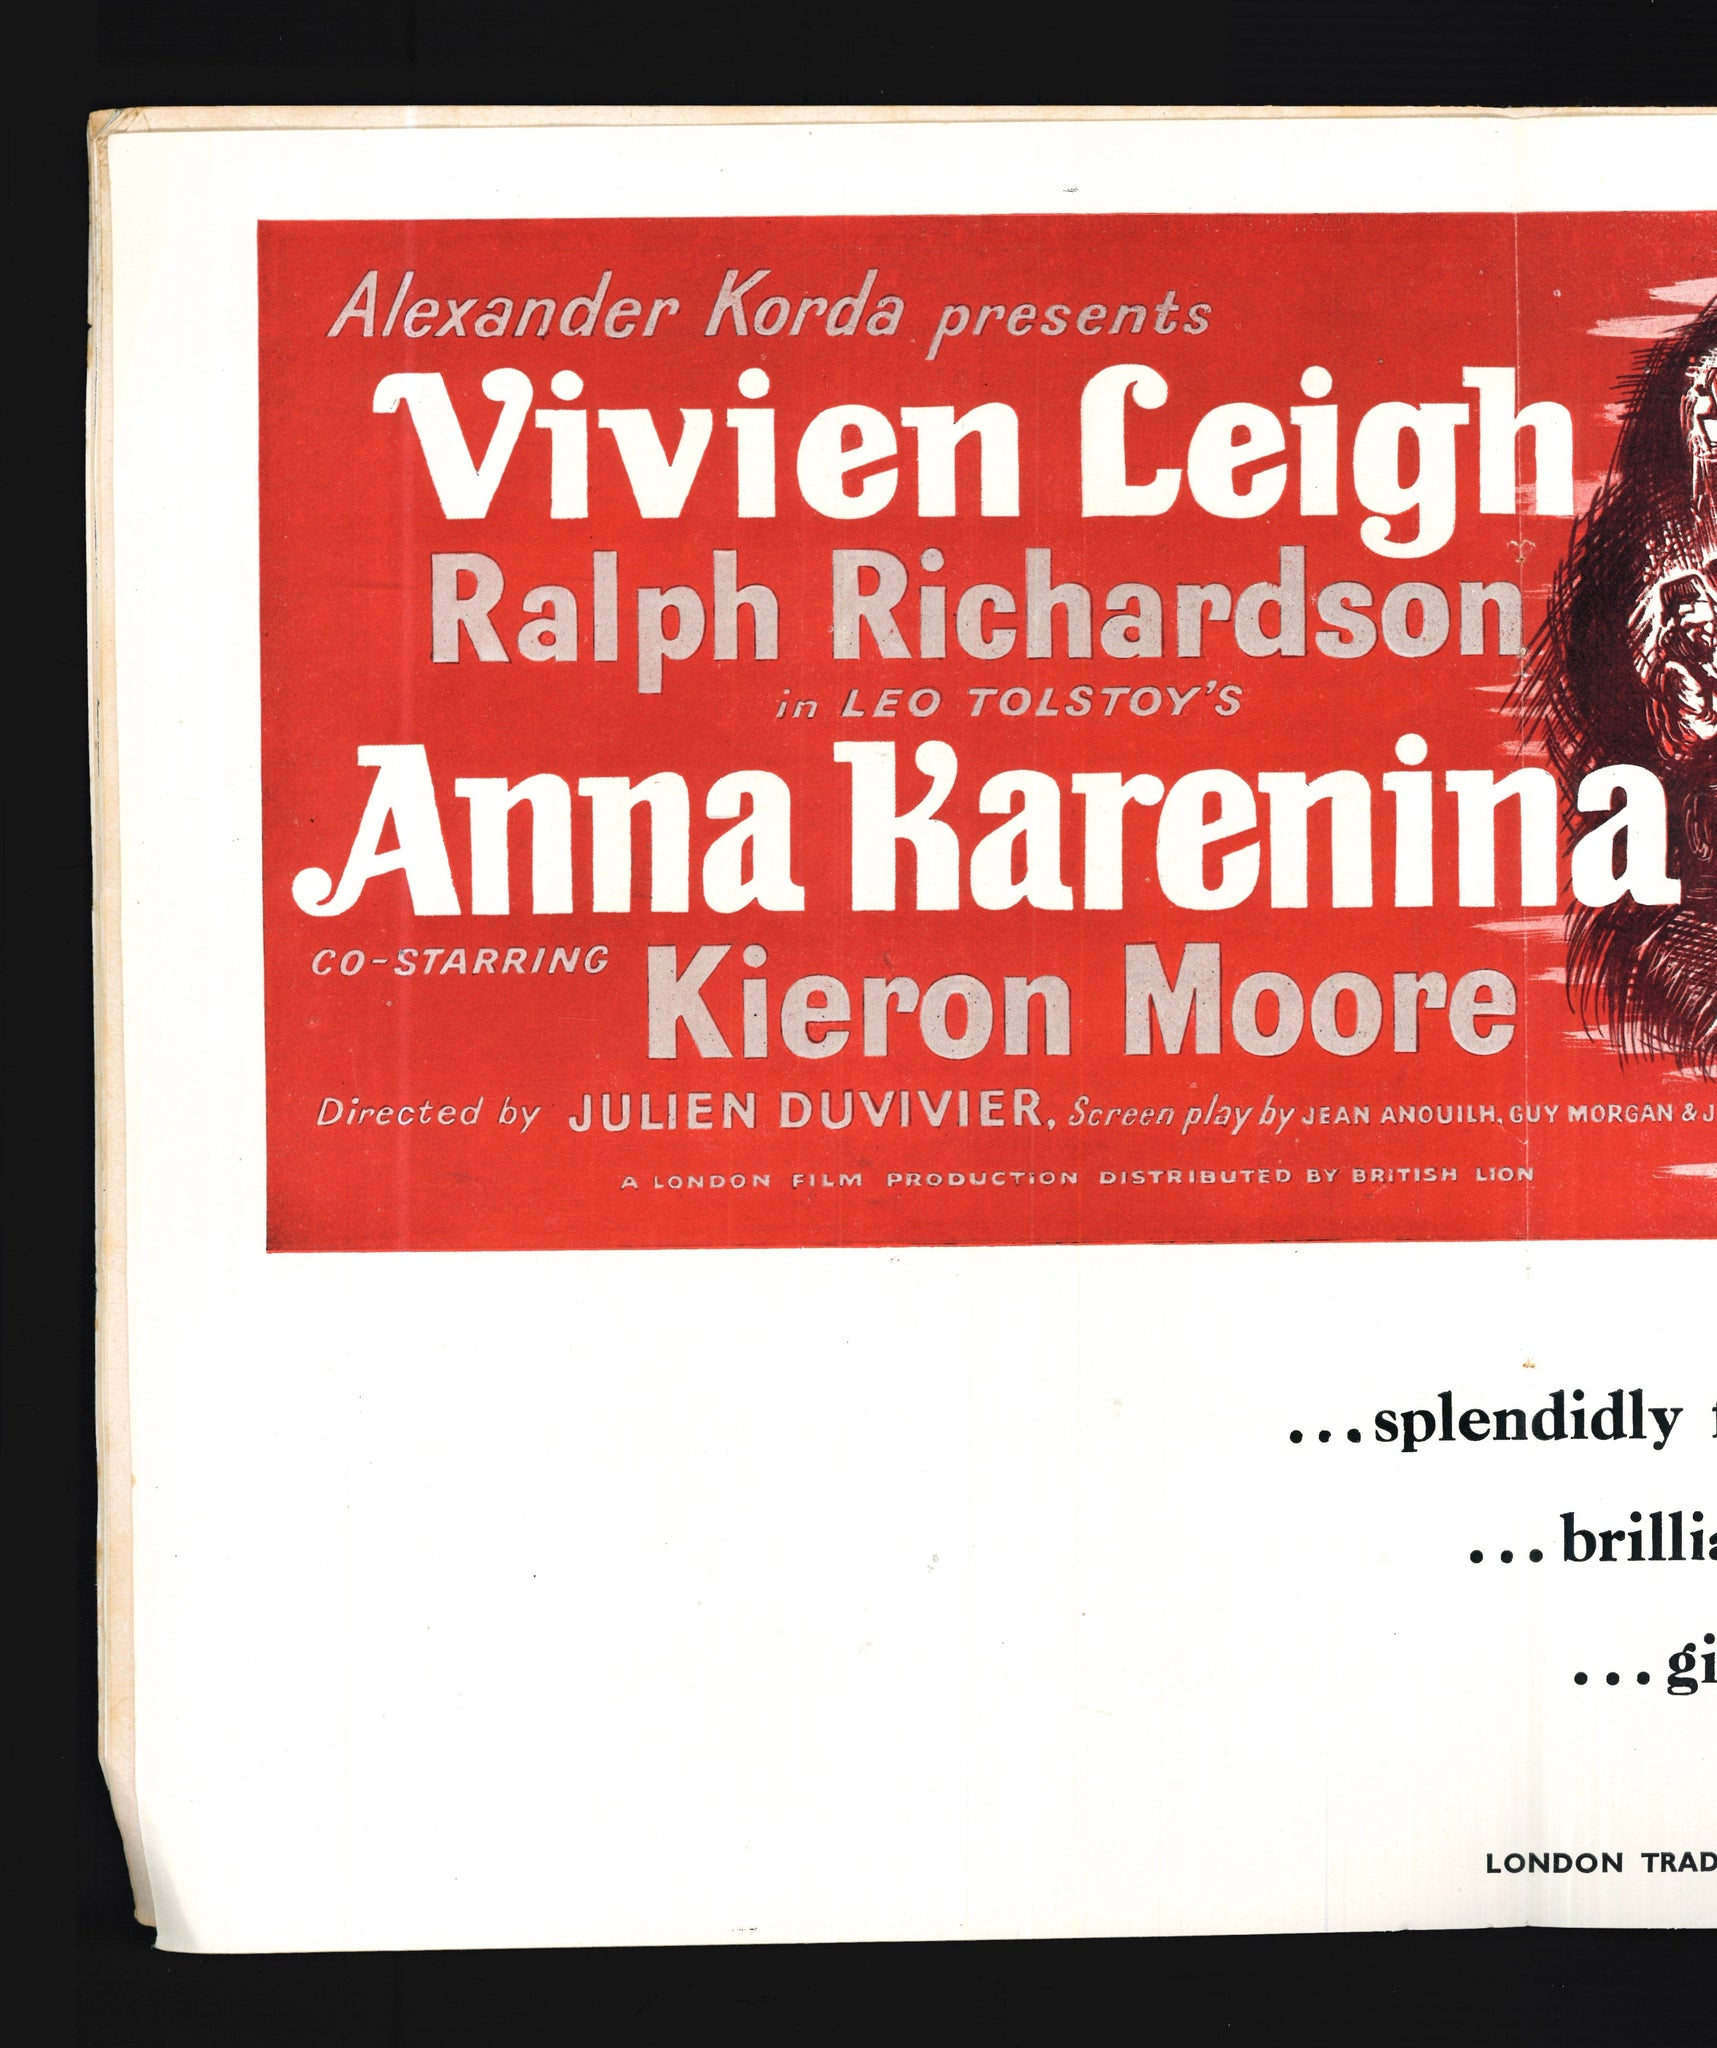 Alexander Korda presents
Vivien Leigh
Ralph Richardson
in LEO TOLSTOY'S
Anna Karenina
CO-STARRING Kieron Moore
Directed by JULIEN DUVIVIER, Screen play by JEAN ANOUILH, GUY MORGAN & J
A LONDON FILM PRODUCTION DISTRIBUTED BY BRITISH LION
...splendidly
...brillia
...gi
LONDON TRAD